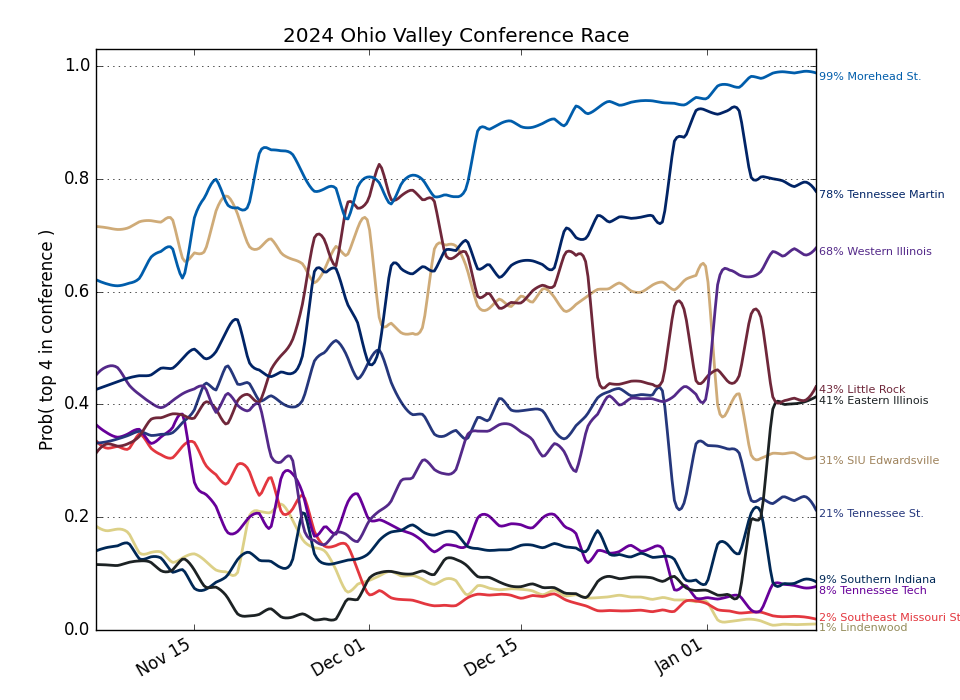 2024 Ohio Valley Conference Race
Prob( top 4 in conference )
1.0
0.8
0.6
0.4
0.2
0.0
Nov 15
Dec 01
Dec 15
Jan 01
99% Morehead St.
78% Tennessee Martin
68% Western Illinois
43% Little Rock
41% Eastern Illinois
31% SIU Edwardsville
21% Tennessee St.
9% Southern Indiana
8% Tennessee Tech
2% Southeast Missouri St
1% Lindenwood